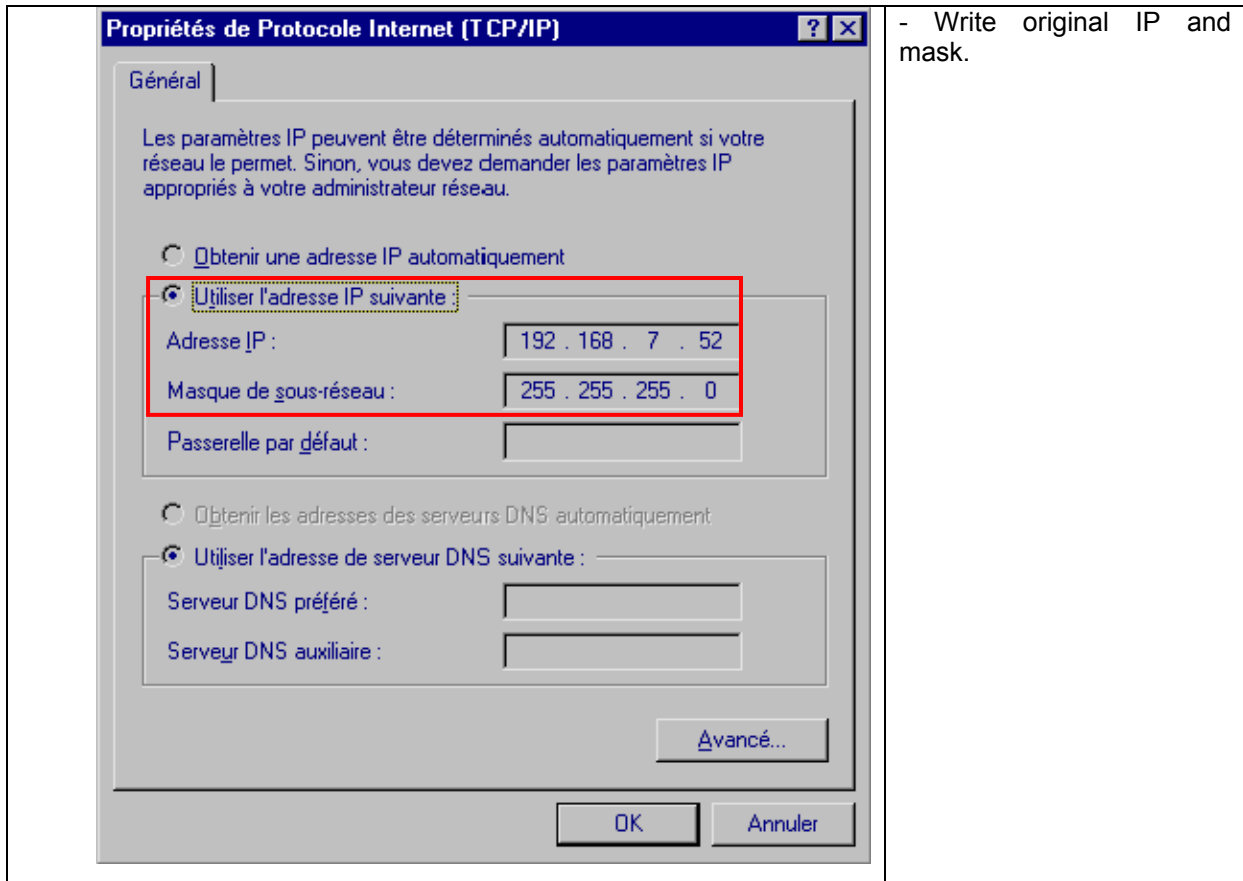 Propriétés de Protocole Internet (TCP/IP)
Général
Les paramètres IP peuvent être déterminés automatiquement si votre
réseau le permet. Sinon, vous devez demander les paramètres IP
appropriés à votre administrateur réseau.
Obtenir une adresse IP automatiquement
Utiliser l'adresse IP suivante :
Adresse IP : 192 . 168 . 7 . 52
Masque de sous-réseau : 255 . 255 . 255 . 0
Passerelle par défaut :
Obtenir les adresses des serveurs DNS automatiquement
Utiliser l'adresse de serveur DNS suivante :
Serveur DNS préféré :
Serveur DNS auxiliaire :
Avancé...
OK Annuler
- Write original IP and
mask.